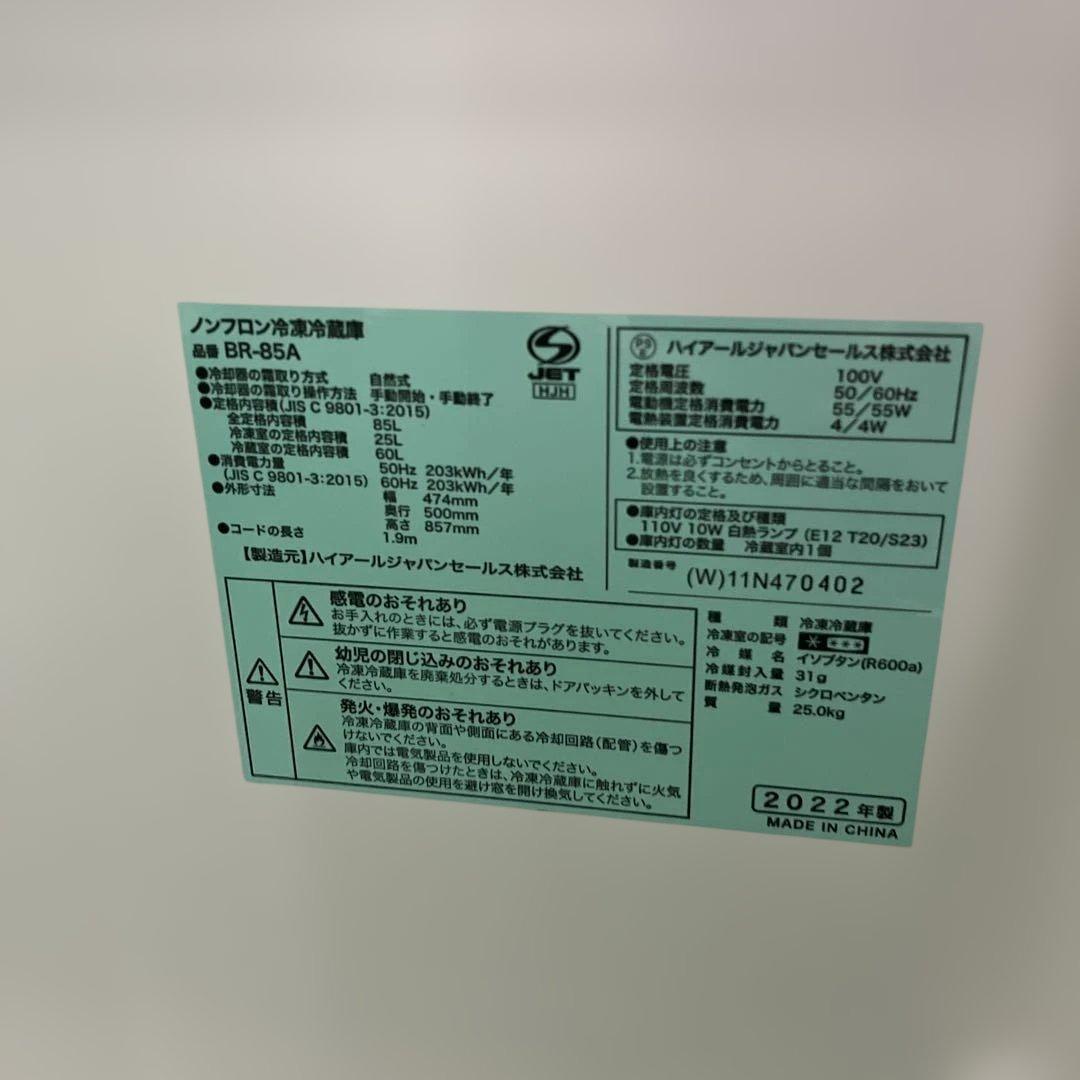 ノンフロン冷凍冷蔵庫
品番 BR-85A
●冷却器の霜取り方式 自然式
●冷却器の霜取り操作方法 手動開始・手動終了
●定格内容積(JIS C 9801-3:2015)
全定格内容積 85L
冷凍室の定格内容積 25L
冷蔵室の定格内容積 60L
●消費電力量 50Hz 203kWh/年
(JIS C 9801-3:2015) 60Hz 203kWh/年
●外形寸法 幅 474mm
奥行 500mm
高さ 857mm
●コードの長さ 1.9m
【製造元】ハイアールジャパンセールス株式会社
JET
HJH
PS
E
ハイアールジャパンセールス株式会社
定格電圧 100V
定格周波数 50/60Hz
電動機定格消費電力 55/55W
電熱装置定格消費電力 4/4W
●使用上の注意
1.電源は必ずコンセントからとること。
2.放熱を良くするため、周囲に適当な間隔をおいて
設置すること。
●庫内灯の定格及び種類
110V 10W 白熱ランプ (E12 T20/S23)
●庫内灯の数量 冷蔵室内1個
製造番号 (W)11N470402
警告
感電のおそれあり
お手入れのときには、必ず電源プラグを抜いてください。
抜かずに作業すると感電のおそれがあります。
幼児の閉じ込みのおそれあり
冷凍冷蔵庫を廃棄処分するときは、ドアパッキンを外して
ください。
発火・爆発のおそれあり
冷凍冷蔵庫の背面や側面にある冷却回路(配管)を傷つ
けないでください。
庫内では電気製品を使用しないでください。
冷却回路を傷つけたときは、冷凍冷蔵庫に触れずに火気
や電気製品の使用を避け窓を開け換気してください。
種類 冷凍冷蔵庫
冷凍室の記号 ****
冷媒名 イソブタン(R600a)
冷媒封入量 31g
断熱発泡ガス シクロペンタン
質量 25.0kg
2022年製
MADE IN CHINA